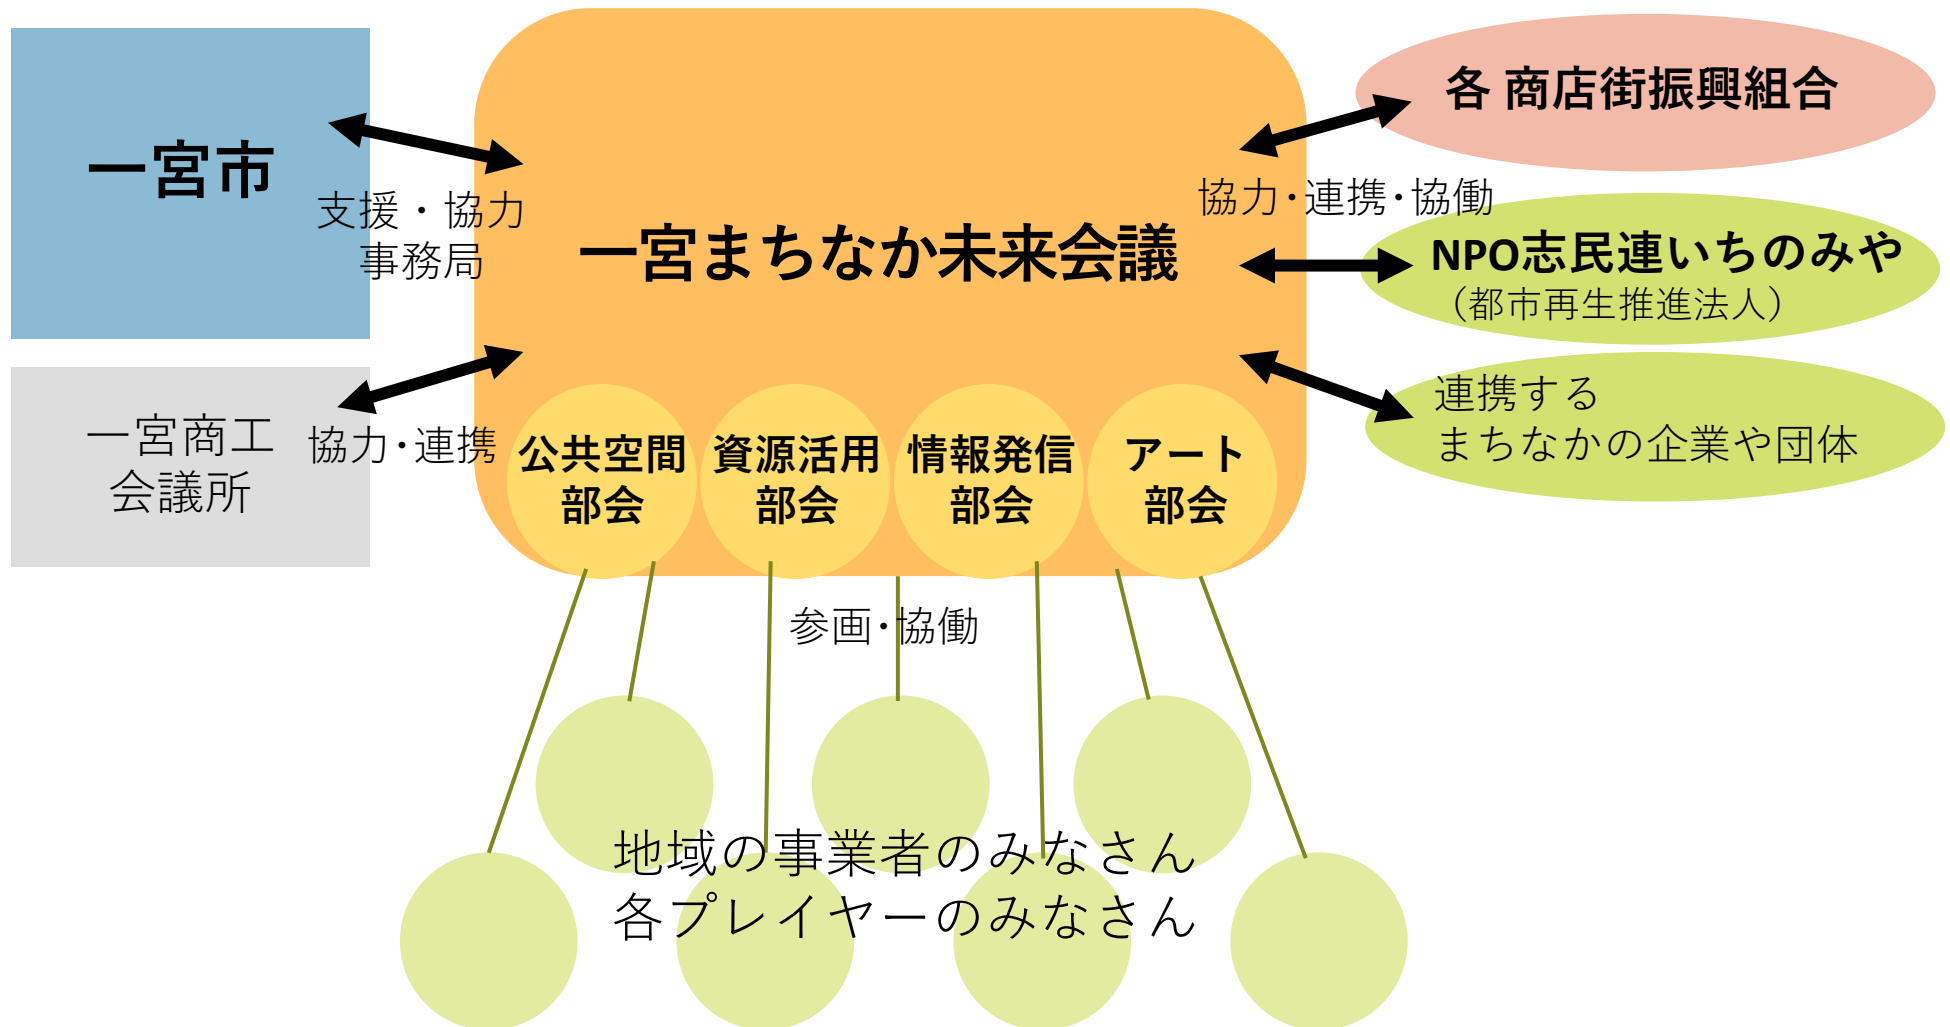 一宮市
支援・協力
事務局
一宮商工
会議所
協力・連携
一宮まちなか未来会議
公共空間
部会
資源活用
部会
情報発信
部会
アート
部会
各 商店街振興組合
協力・連携・協働
NPO志民連いちのみや
（都市再生推進法人）
連携する
まちなかの企業や団体
参画・協働
地域の事業者のみなさん
各プレイヤーのみなさん